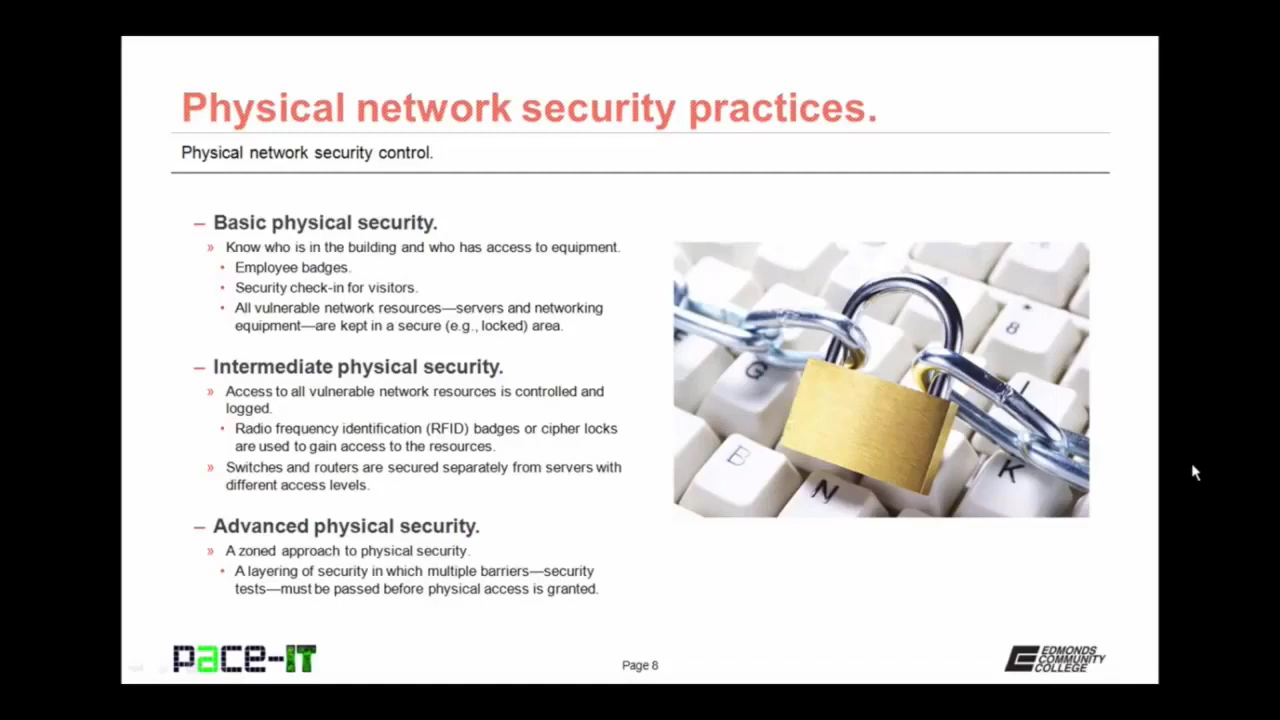 Physical network security practices.
Physical network security control.
– Basic physical security.
» Know who is in the building and who has access to equipment.
• Employee badges.
• Security check-in for visitors.
• All vulnerable network resources—servers and networking
equipment—are kept in a secure (e.g., locked) area.
– Intermediate physical security.
» Access to all vulnerable network resources is controlled and
logged.
• Radio frequency identification (RFID) badges or cipher locks
are used to gain access to the resources.
» Switches and routers are secured separately from servers with
different access levels.
– Advanced physical security.
» A zoned approach to physical security.
• A layering of security in which multiple barriers—security
tests—must be passed before physical access is granted.
8
G
B
N
K
pace-IT
Page 8
EDMONDS
COMMUNITY
COLLEGE